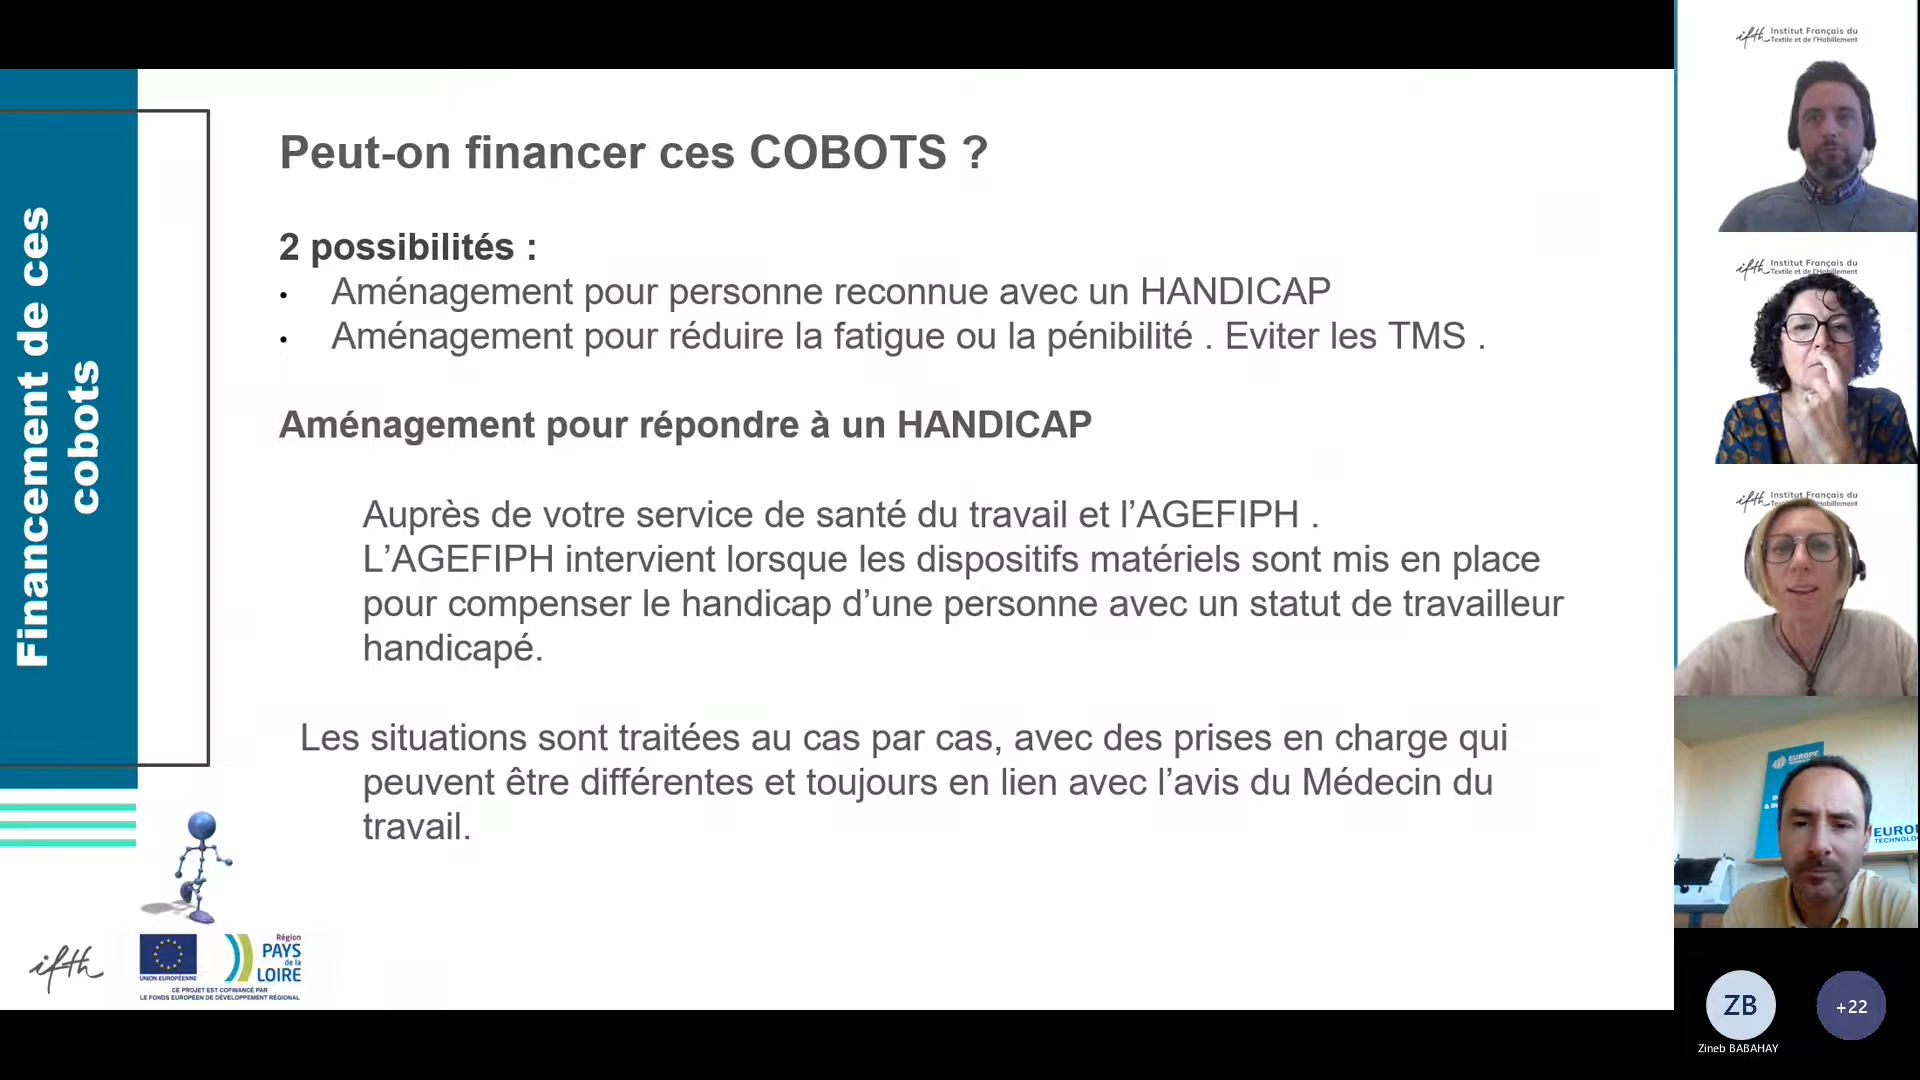 Financement de ces
cobots
Peut-on financer ces COBOTS ?
2 possibilités :
• Aménagement pour personne reconnue avec un HANDICAP
• Aménagement pour réduire la fatigue ou la pénibilité . Eviter les TMS .
Aménagement pour répondre à un HANDICAP
Auprès de votre service de santé du travail et l’AGEFIPH .
L’AGEFIPH intervient lorsque les dispositifs matériels sont mis en place
pour compenser le handicap d’une personne avec un statut de travailleur
handicapé.
Les situations sont traitées au cas par cas, avec des prises en charge qui
peuvent être différentes et toujours en lien avec l’avis du Médecin du
travail.
ifth
UNION EUROPÉENNE
Région
PAYS
de la
LOIRE
CE PROJET EST COFINANCÉ PAR
LE FONDS EUROPÉEN DE DÉVELOPPEMENT RÉGIONAL
ifth Institut Français du
Textile et de l'Habillement
ifth Institut Français du
Textile et de l'Habillement
ifth Institut Français du
Textile et de l'Habillement
EUROPE
EUROP
TECHNOLO
ZB
+22
Zineb BABAHAY